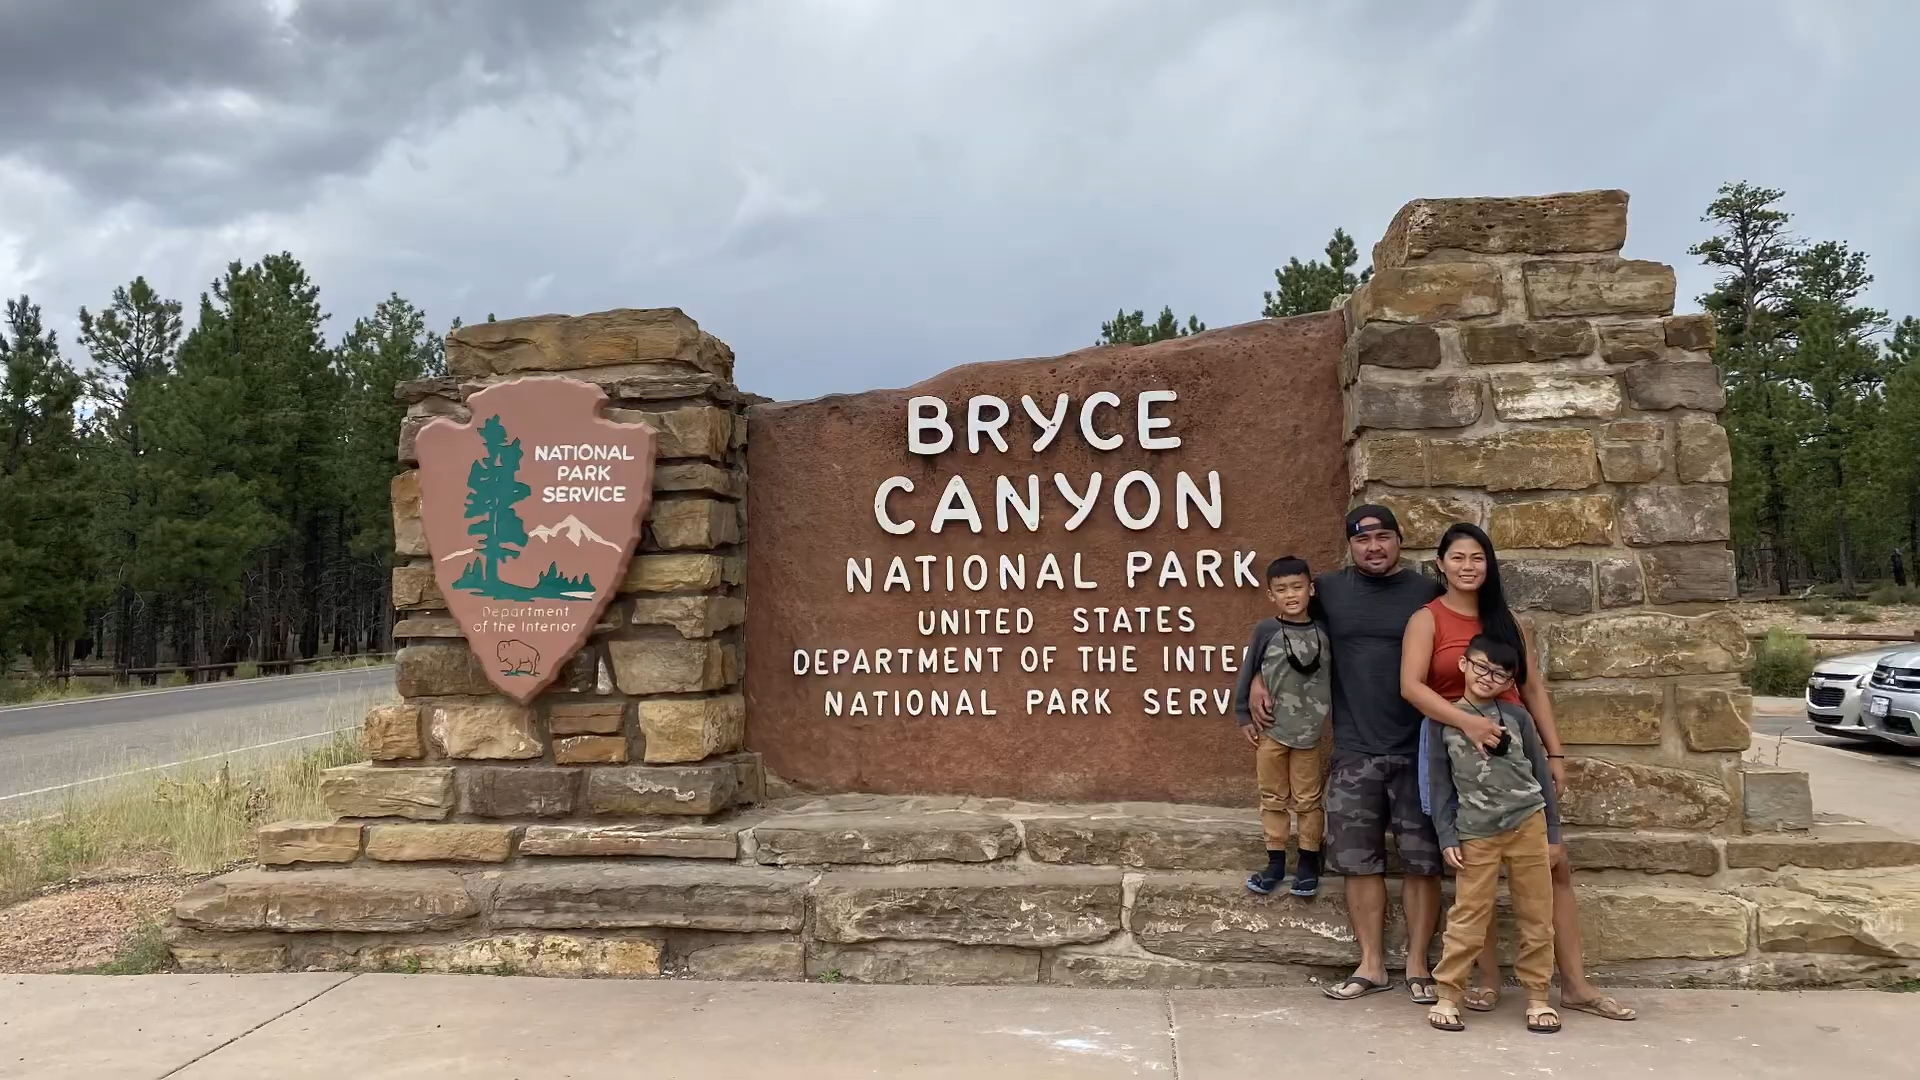 NATIONAL
PARK
SERVICE
Department
of the Interior
BRYCE
CANYON
NATIONAL PARK
UNITED STATES
DEPARTMENT OF THE INTE
NATIONAL PARK SERV